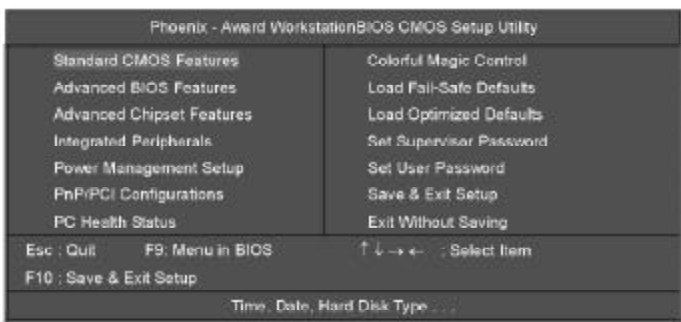 Phoenix - Award WorkstationBIOS CMOS Setup Utility
Standard CMOS Features
Advanced BIOS Features
Advanced Chipset Features
Integrated Peripherals
Power Management Setup
PnP/PCI Configurations
PC Health Status
Colorful Magic Control
Load Fail-Safe Defaults
Load Optimized Defaults
Set Supervisor Password
Set User Password
Save & Exit Setup
Exit Without Saving
Esc : Quit F9: Menu in BIOS ↑↓→← : Select Item
F10 : Save & Exit Setup
Time, Date, Hard Disk Type . . .